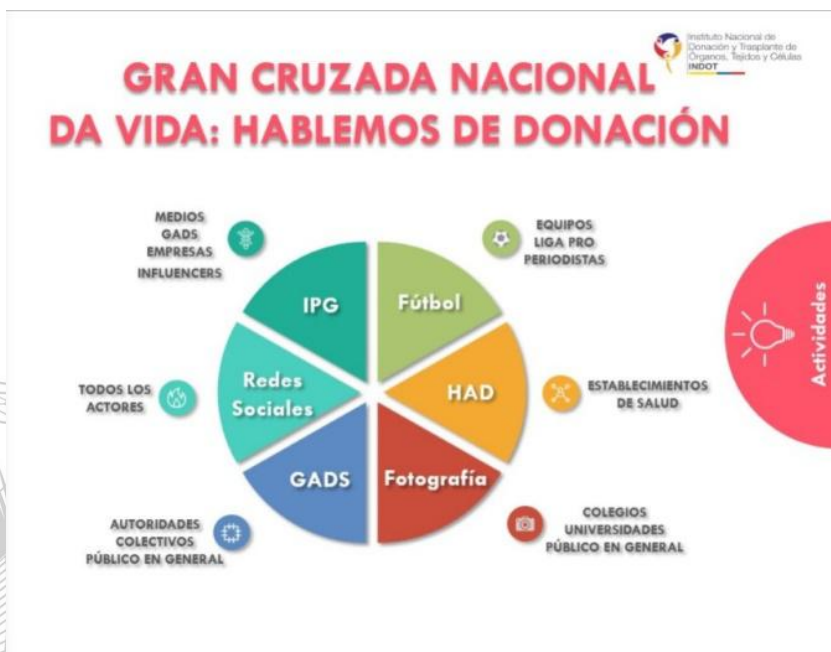 Instituto Nacional de
Donación y Trasplante de
Órganos, Tejidos y Células
INDOT
GRAN CRUZADA NACIONAL
DA VIDA: HABLEMOS DE DONACIÓN
MEDIOS
GADS
EMPRESAS
INFLUENCERS
EQUIPOS
LIGA PRO
PERIODISTAS
IPG
Fútbol
TODOS LOS
ACTORES
Redes
Sociales
HAD
ESTABLECIMIENTOS
DE SALUD
GADS
Fotografía
AUTORIDADES
COLECTIVOS
PÚBLICO EN GENERAL
COLEGIOS
UNIVERSIDADES
PÚBLICO EN GENERAL
Actividades